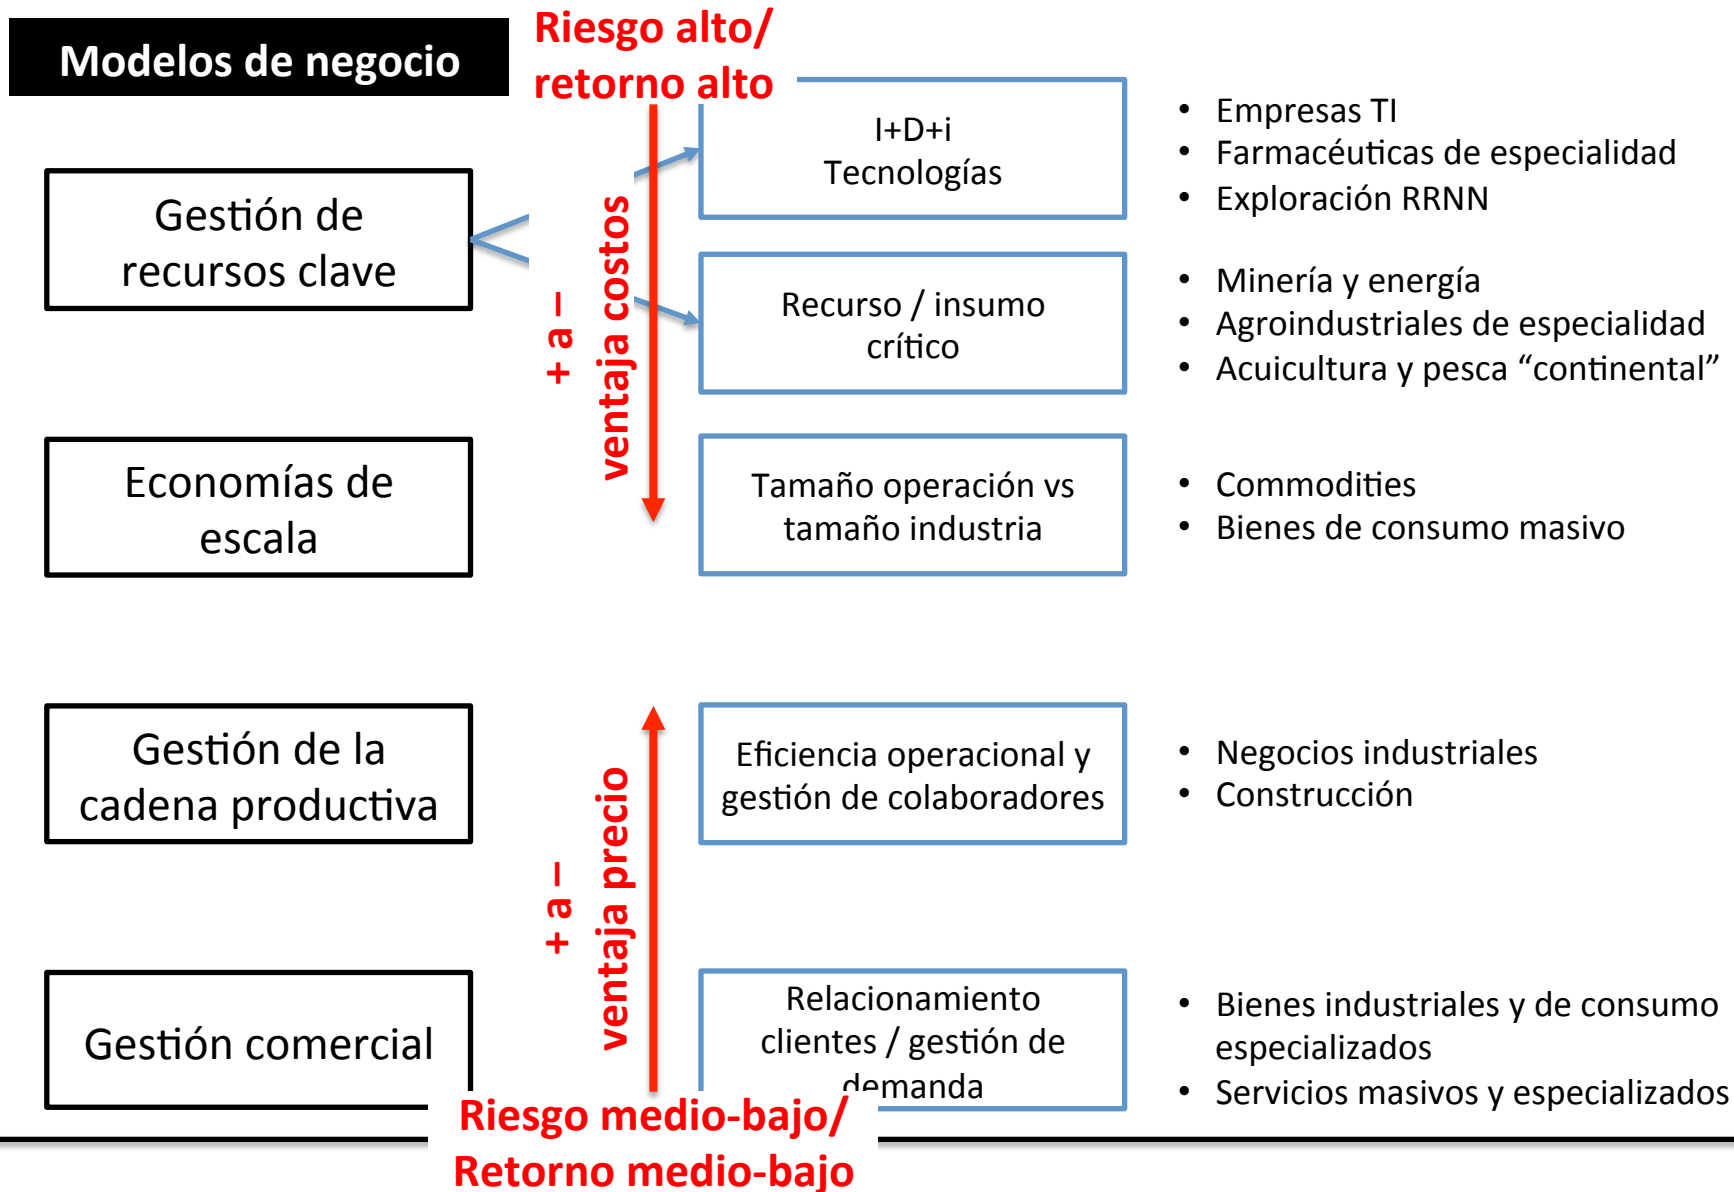 Modelos de negocio
Riesgo alto/
retorno alto
Gestión de
recursos clave
+ a –
ventaja costos
I+D+i
Tecnologías
• Empresas TI
• Farmacéuticas de especialidad
• Exploración RRNN
Recurso / insumo
crítico
• Minería y energía
• Agroindustriales de especialidad
• Acuicultura y pesca “continental”
Economías de
escala
Tamaño operación vs
tamaño industria
• Commodities
• Bienes de consumo masivo
Gestión de la
cadena productiva
+ a –
ventaja precio
Eficiencia operacional y
gestión de colaboradores
• Negocios industriales
• Construcción
Gestión comercial
Relacionamiento
clientes / gestión de
demanda
• Bienes industriales y de consumo
especializados
• Servicios masivos y especializados
Riesgo medio-bajo/
Retorno medio-bajo